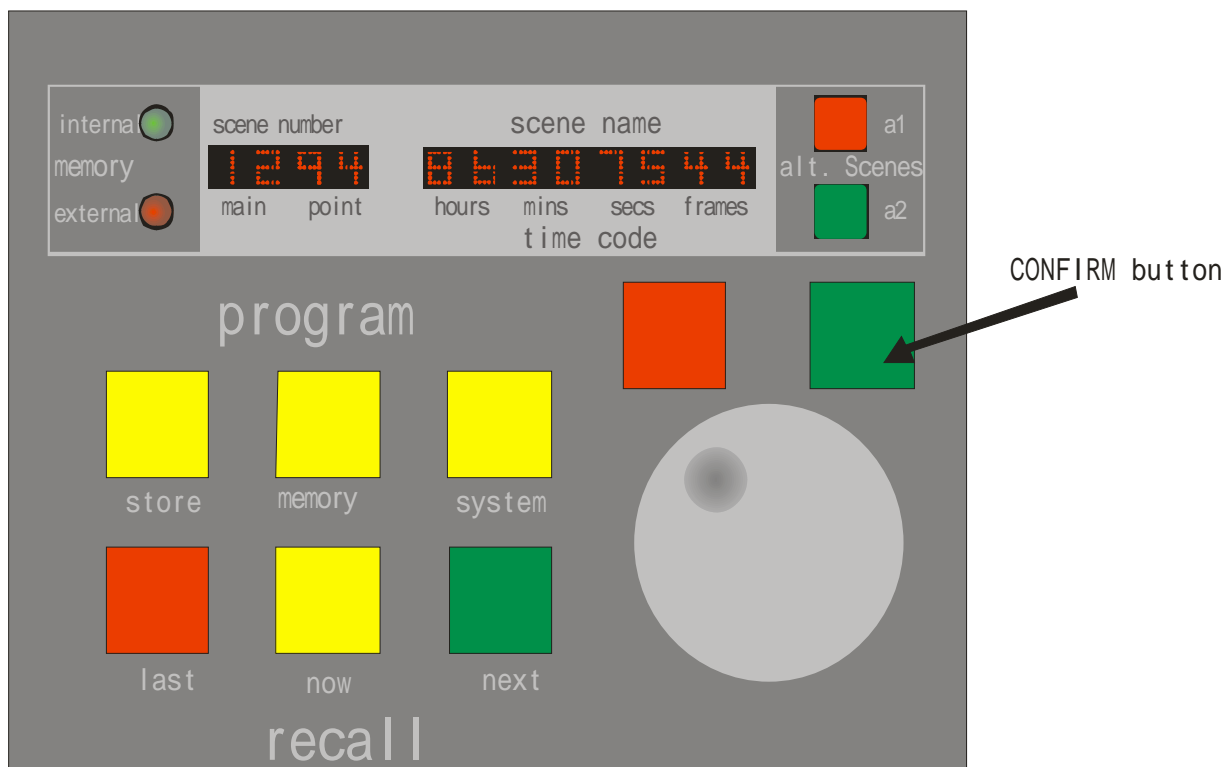 internal
scene number
scene name
a1
1294
86307544
memory
alt. Scenes
external
main point
hours mins secs frames
a2
time code
CONFIRM button
program
store memory system
last now next
recall